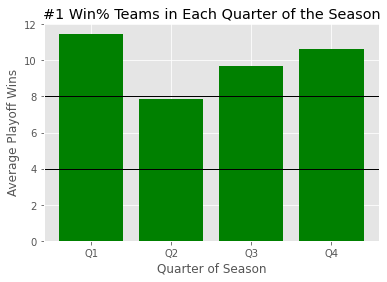 #1 Win% Teams in Each Quarter of the Season
12
10
8
6
4
2
0
Average Playoff Wins
Q1 Q2 Q3 Q4
Quarter of Season